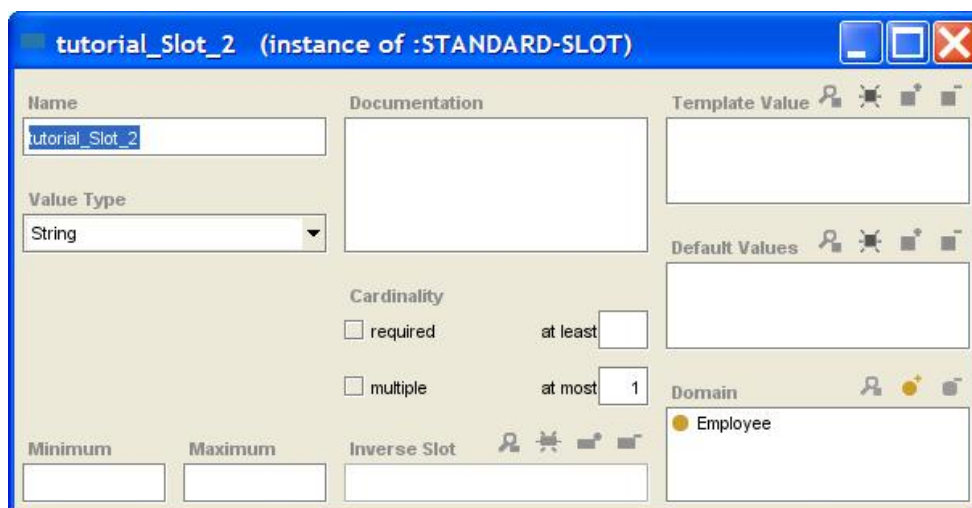 tutorial_Slot_2   (instance of :STANDARD-SLOT)
Name
tutorial_Slot_2
Value Type
String
Documentation
Cardinality
required
at least
multiple
at most 1
Minimum
Maximum
Inverse Slot
Template Value
Default Values
Domain
Employee